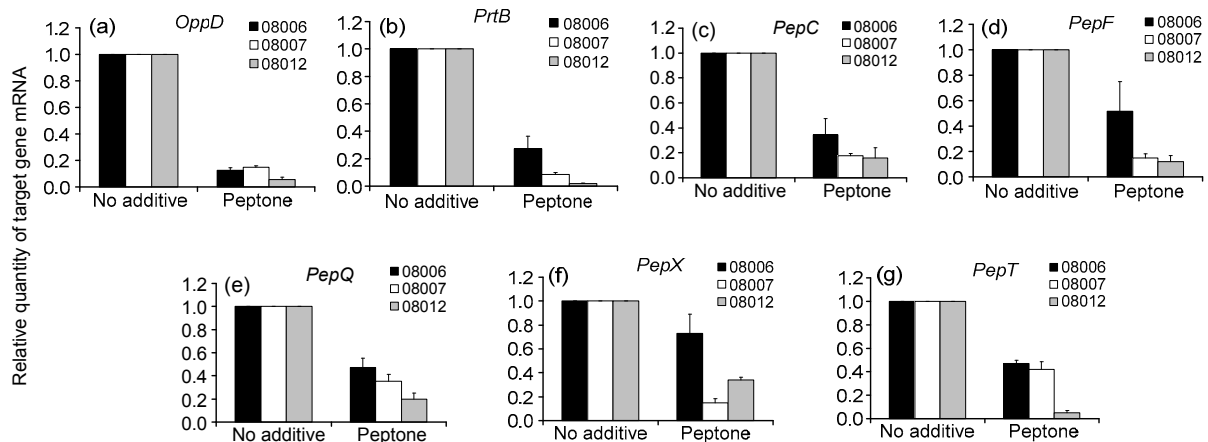 Relative quantity of target gene mRNA
(a)
OppD
08006
08007
08012
1.2
1.0
0.8
0.6
0.4
0.2
0.0
No additive
Peptone
(b)
PrtB
08006
08007
08012
1.2
1.0
0.8
0.6
0.4
0.2
0.0
No additive
Peptone
(c)
PepC
08006
08007
08012
1.2
1.0
0.8
0.6
0.4
0.2
0.0
No additive
Peptone
(d)
PepF
08006
08007
08012
1.2
1.0
0.8
0.6
0.4
0.2
0.0
No additive
Peptone
(e)
PepQ
08006
08007
08012
1.2
1.0
0.8
0.6
0.4
0.2
0.0
No additive
Peptone
(f)
PepX
08006
08007
08012
1.2
1.0
0.8
0.6
0.4
0.2
0.0
No additive
Peptone
(g)
PepT
08006
08007
08012
1.2
1.0
0.8
0.6
0.4
0.2
0.0
No additive
Peptone